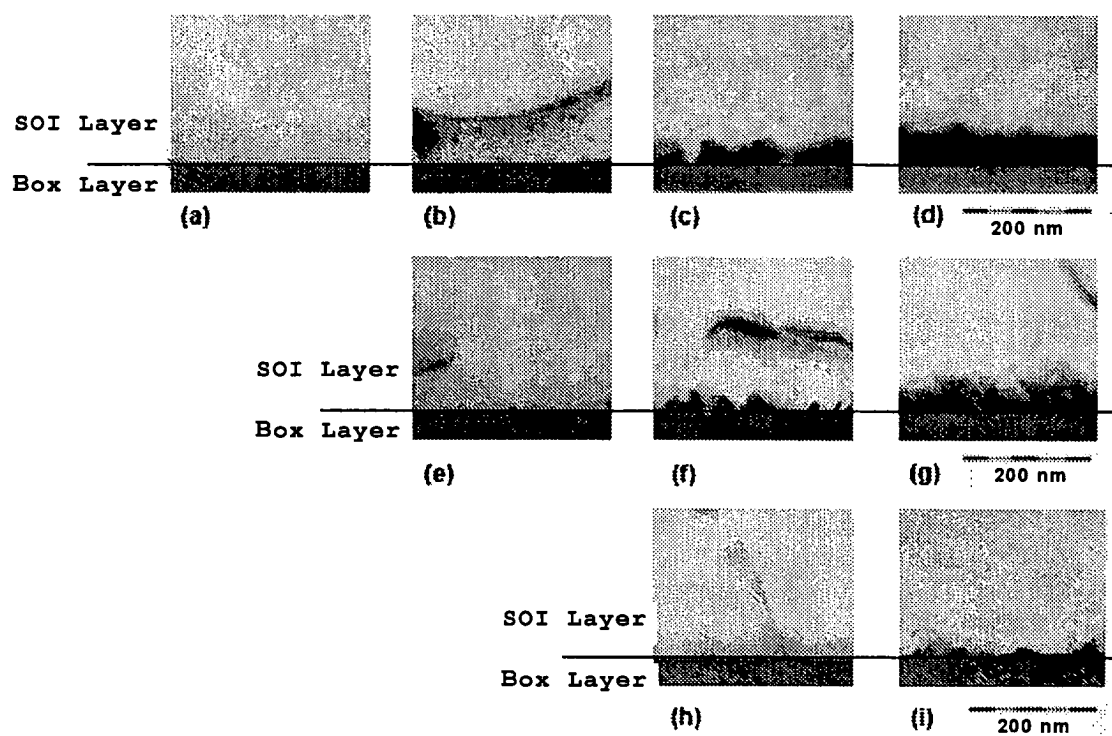 SOI Layer
Box Layer
(a) (b) (c) (d)
200 nm
SOI Layer
Box Layer
(e) (f) (g)
200 nm
SOI Layer
Box Layer
(h) (i)
200 nm